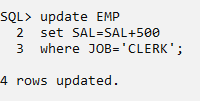 SQL> update EMP
2 set SAL=SAL+500
3 where JOB='CLERK';
4 rows updated.